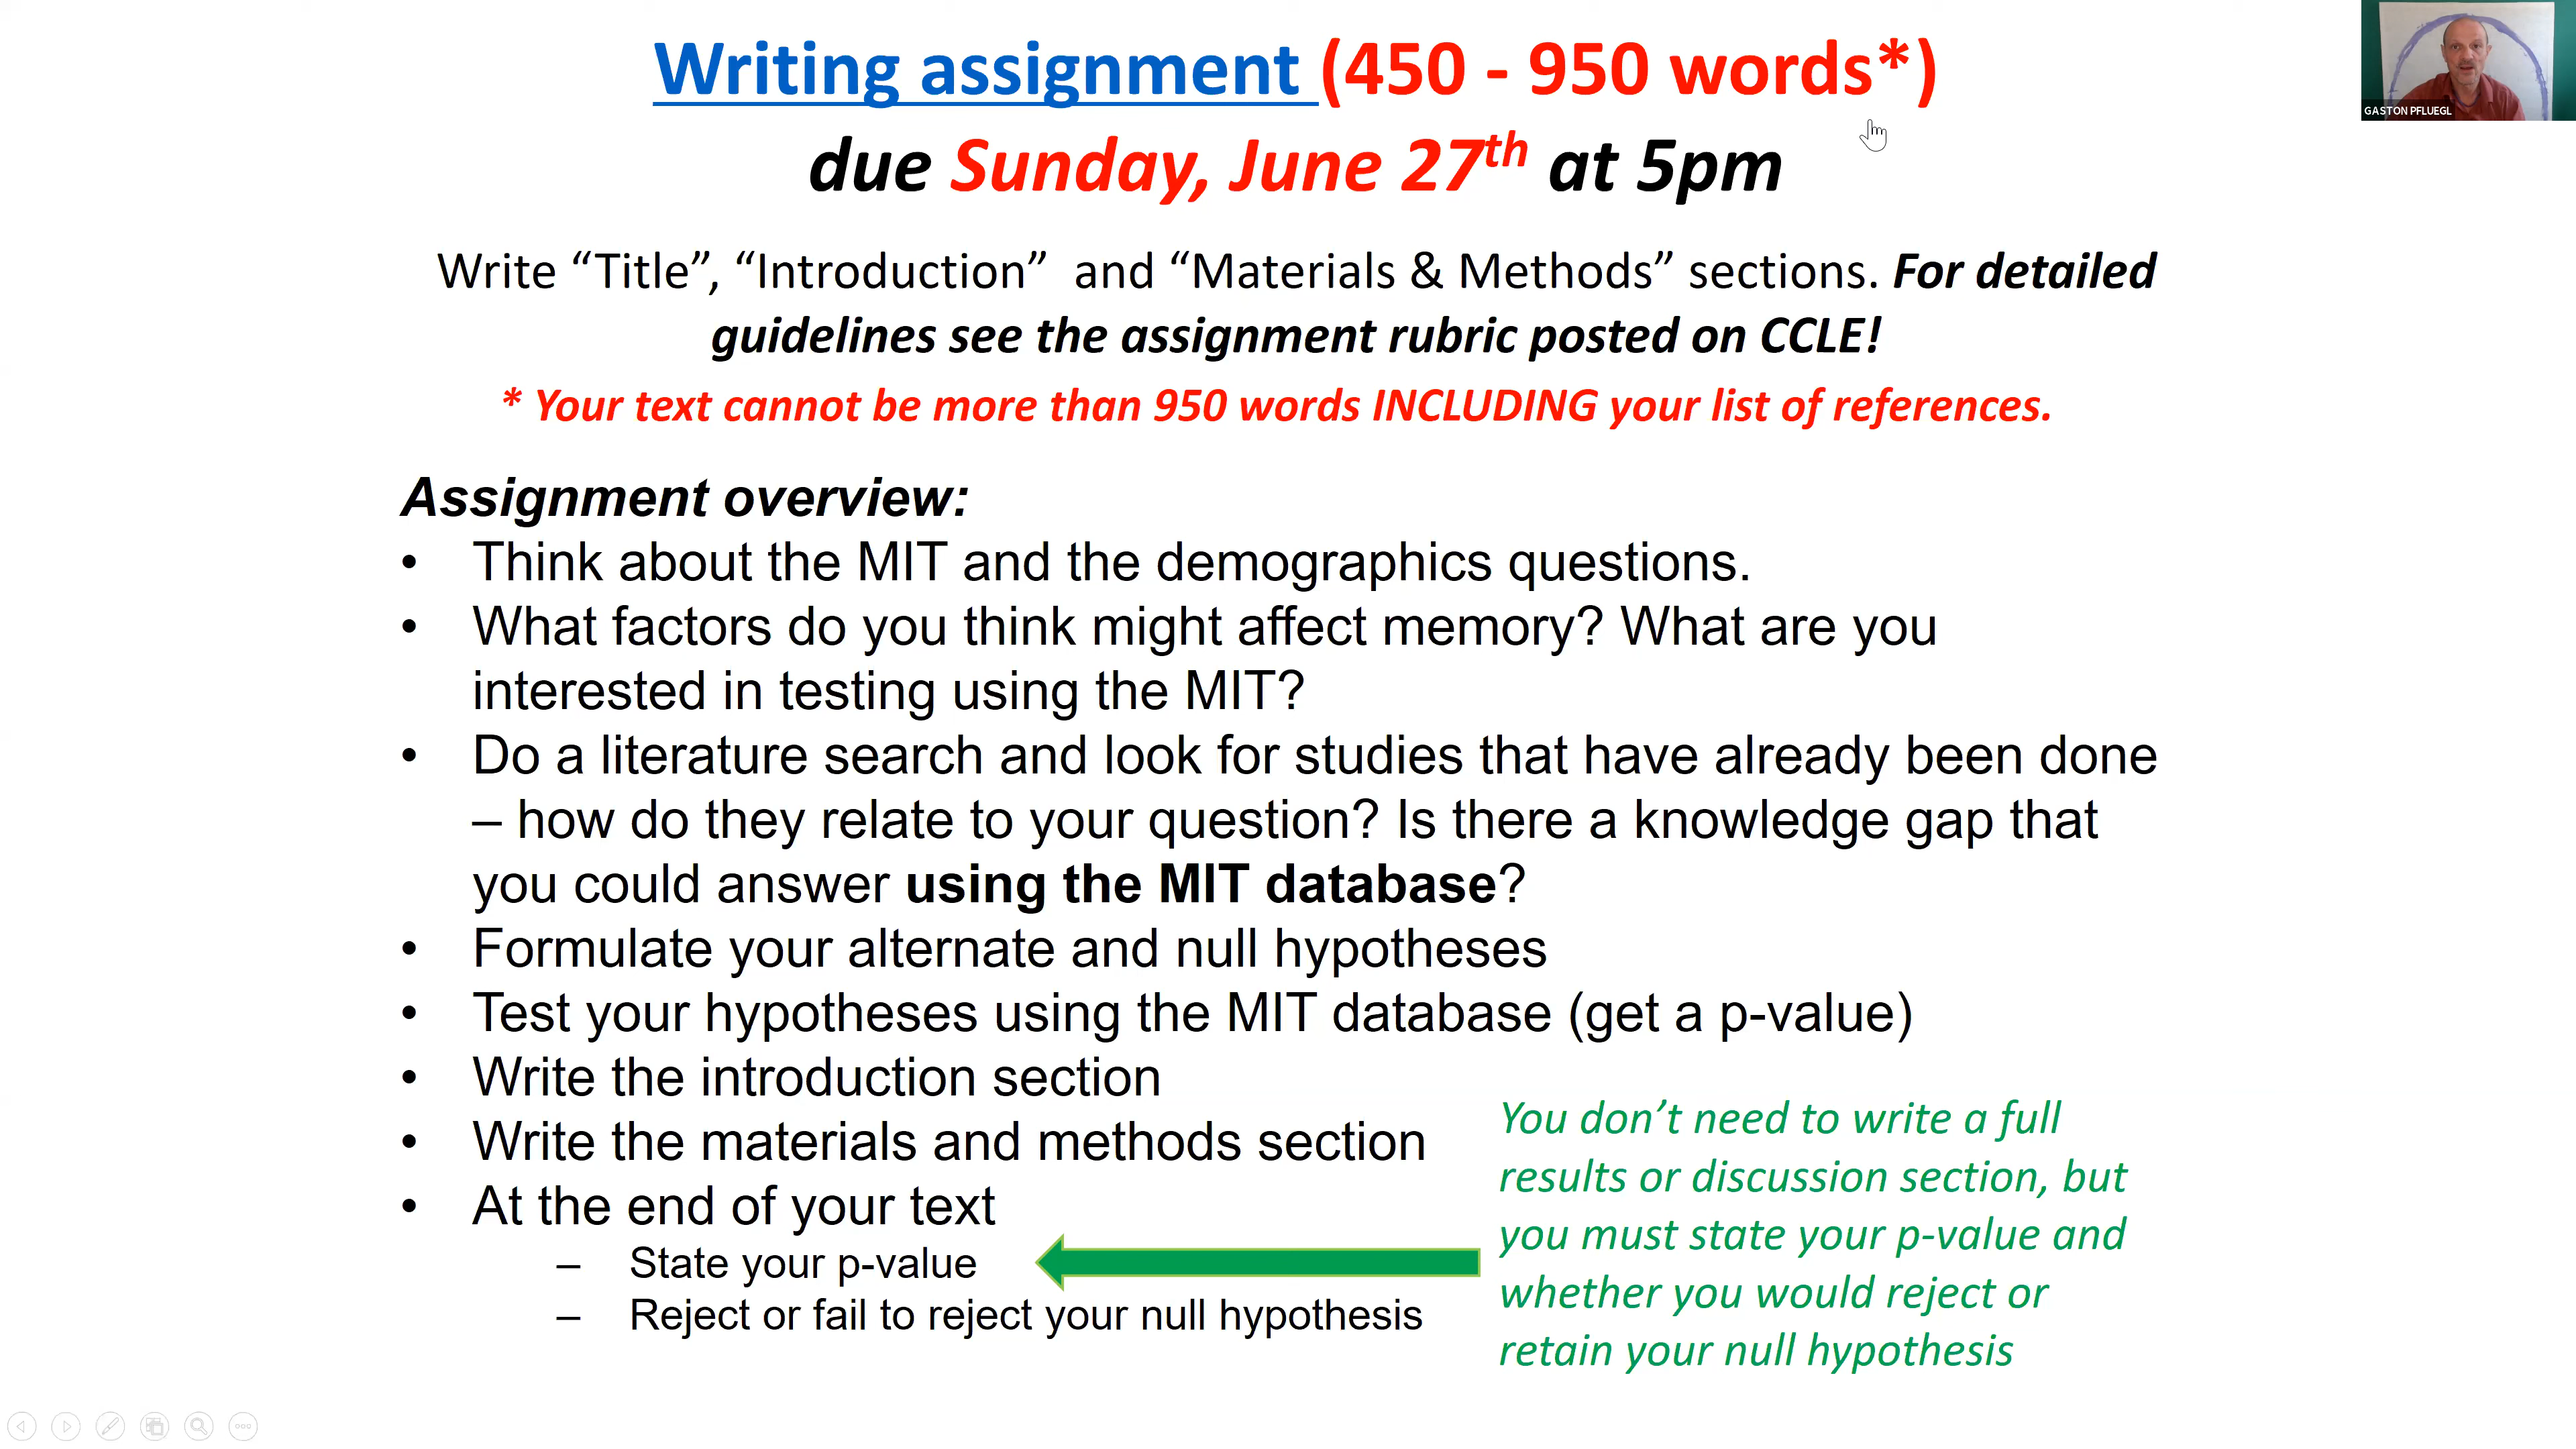 Writing assignment (450 - 950 words*)
due Sunday, June 27th at 5pm
GASTON PFLUEGL
Write “Title”, “Introduction” and “Materials & Methods” sections. For detailed
guidelines see the assignment rubric posted on CCLE!
* Your text cannot be more than 950 words INCLUDING your list of references.
Assignment overview:
• Think about the MIT and the demographics questions.
• What factors do you think might affect memory? What are you
interested in testing using the MIT?
• Do a literature search and look for studies that have already been done
– how do they relate to your question? Is there a knowledge gap that
you could answer using the MIT database?
• Formulate your alternate and null hypotheses
• Test your hypotheses using the MIT database (get a p-value)
• Write the introduction section
• Write the materials and methods section
• At the end of your text
– State your p-value
– Reject or fail to reject your null hypothesis
You don’t need to write a full
results or discussion section, but
you must state your p-value and
whether you would reject or
retain your null hypothesis